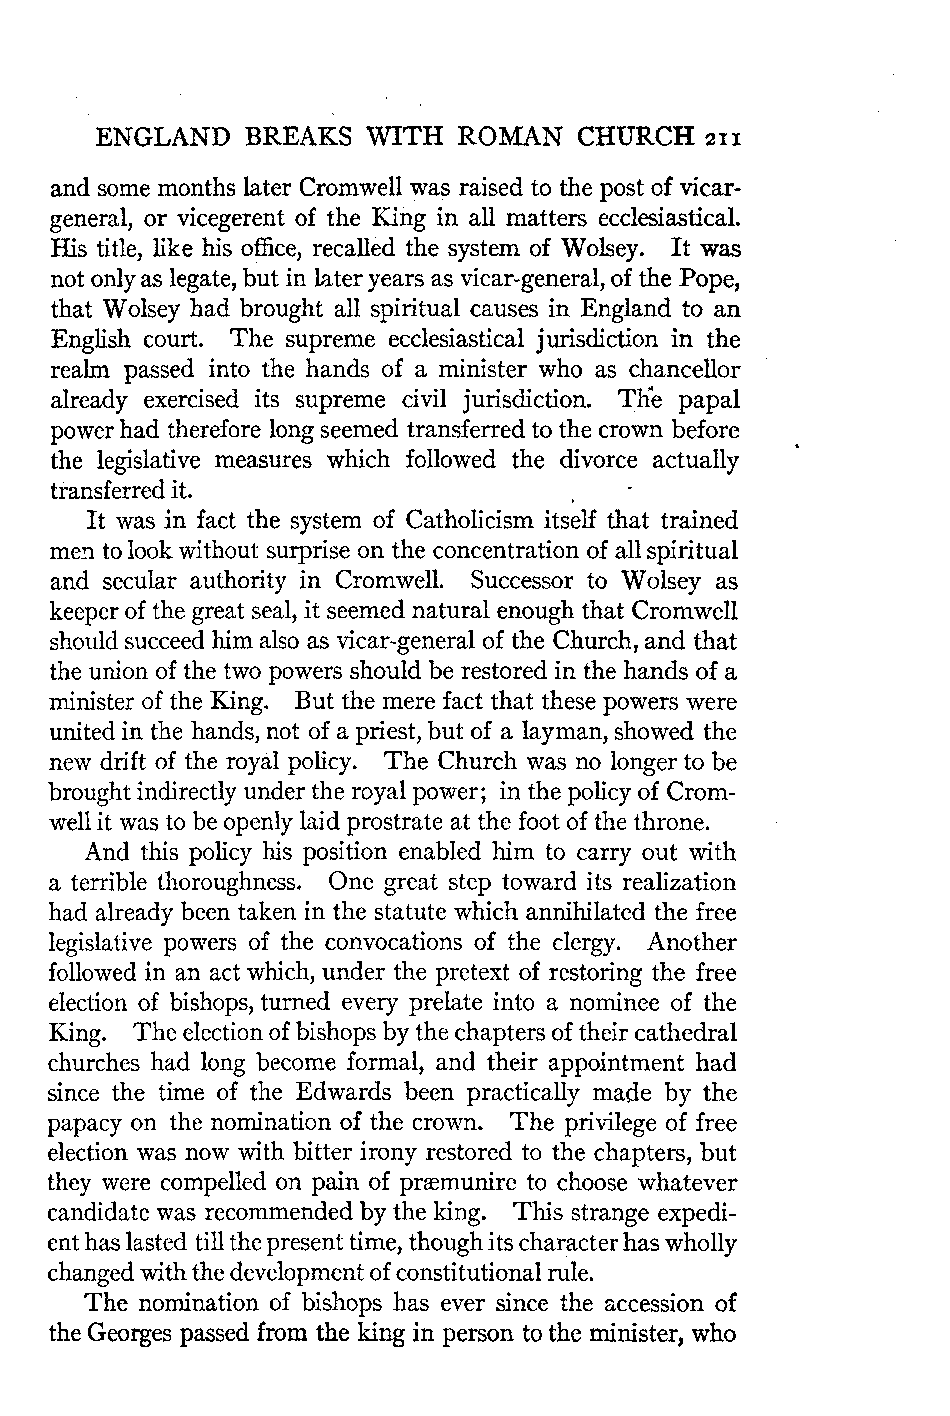 ENGLAND BREAKS WITH ROMAN CHURCH 211
and some months later Cromwell was raised to the post of vicar-
general, or vicegerent of the King in all matters ecclesiastical.
His title, like his office, recalled the system of Wolsey. It was
not only as legate, but in later years as vicar-general, of the Pope,
that Wolsey had brought all spiritual causes in England to an
English court. The supreme ecclesiastical jurisdiction in the
realm passed into the hands of a minister who as chancellor
already exercised its supreme civil jurisdiction. The papal
power had therefore long seemed transferred to the crown before
the legislative measures which followed the divorce actually
transferred it.
It was in fact the system of Catholicism itself that trained
men to look without surprise on the concentration of all spiritual
and secular authority in Cromwell. Successor to Wolsey as
keeper of the great seal, it seemed natural enough that Cromwell
should succeed him also as vicar-general of the Church, and that
the union of the two powers should be restored in the hands of a
minister of the King. But the mere fact that these powers were
united in the hands, not of a priest, but of a layman, showed the
new drift of the royal policy. The Church was no longer to be
brought indirectly under the royal power; in the policy of Crom-
well it was to be openly laid prostrate at the foot of the throne.
And this policy his position enabled him to carry out with
a terrible thoroughness. One great step toward its realization
had already been taken in the statute which annihilated the free
legislative powers of the convocations of the clergy. Another
followed in an act which, under the pretext of restoring the free
election of bishops, turned every prelate into a nominee of the
King. The election of bishops by the chapters of their cathedral
churches had long become formal, and their appointment had
since the time of the Edwards been practically made by the
papacy on the nomination of the crown. The privilege of free
election was now with bitter irony restored to the chapters, but
they were compelled on pain of præmunire to choose whatever
candidate was recommended by the king. This strange expedi-
ent has lasted till the present time, though its character has wholly
changed with the development of constitutional rule.
The nomination of bishops has ever since the accession of
the Georges passed from the king in person to the minister, who